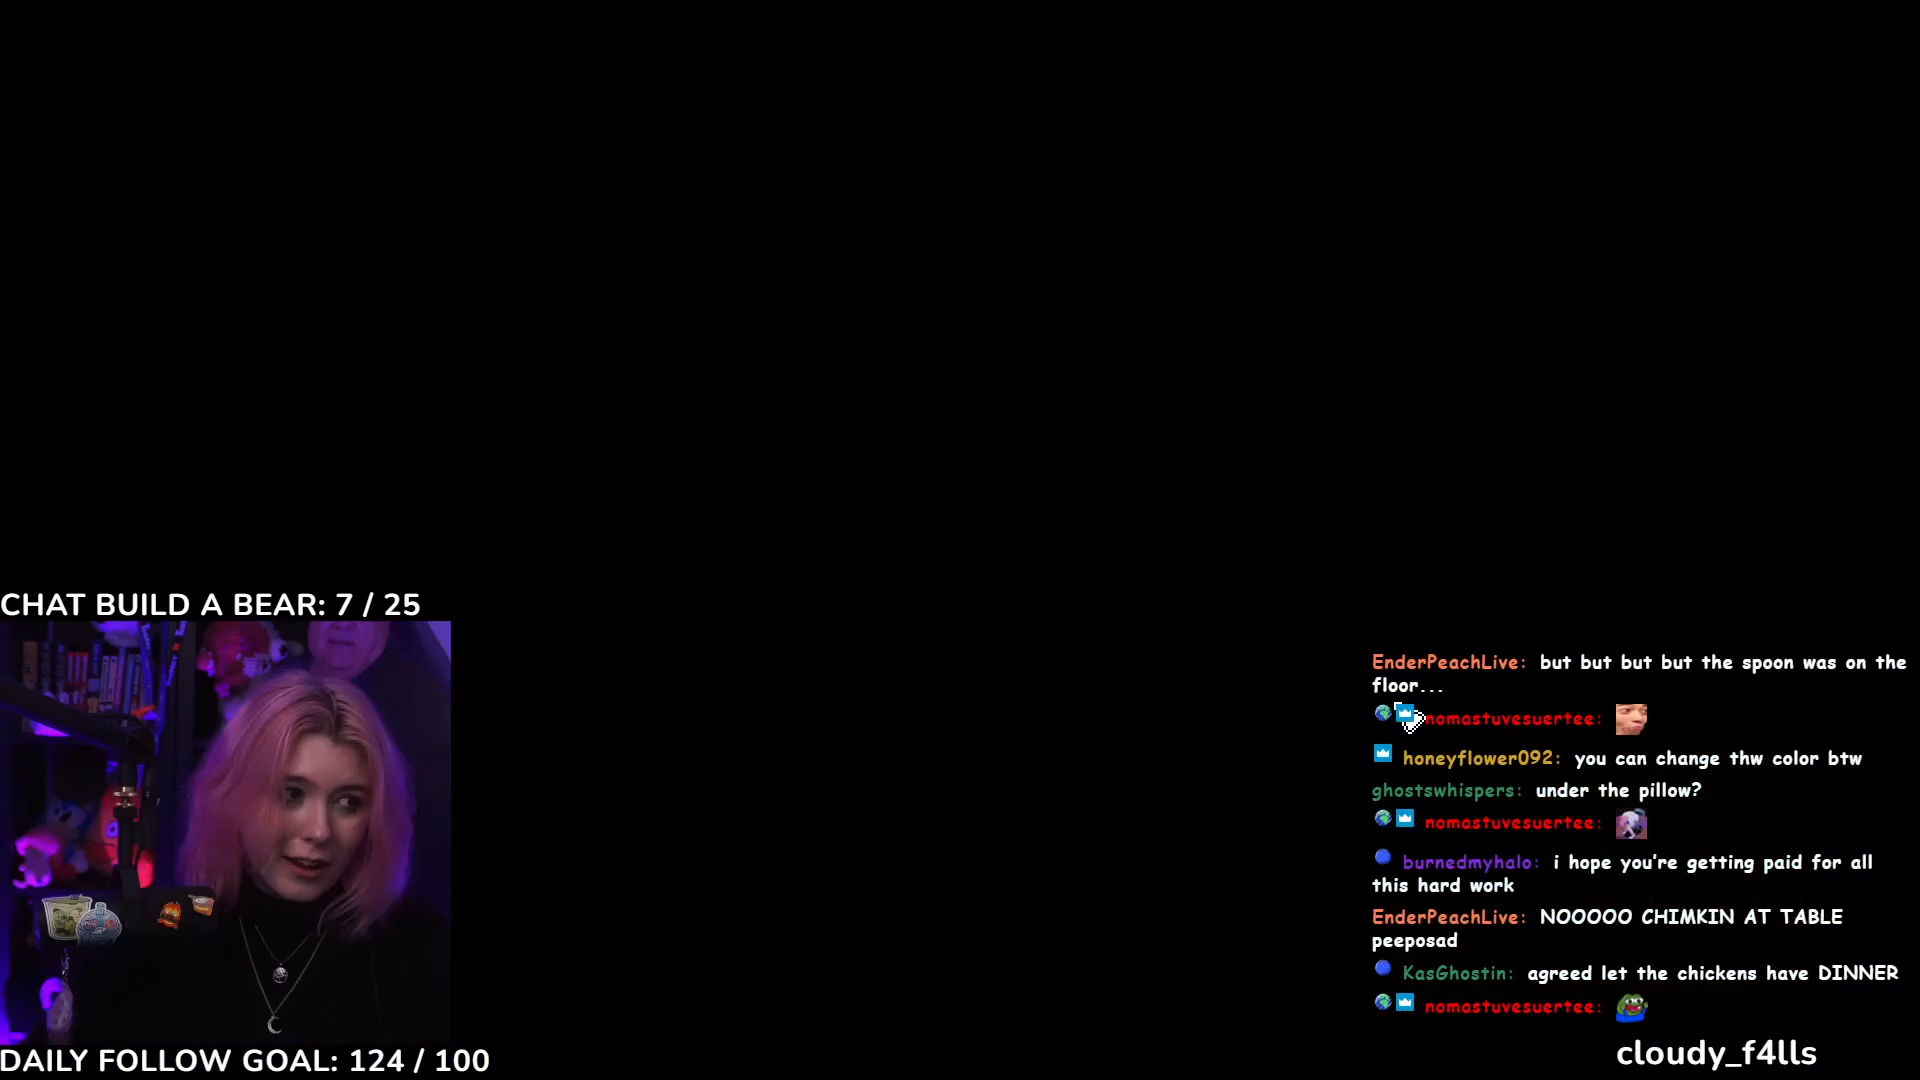 CHAT BUILD A BEAR: 7 / 25
DAILY FOLLOW GOAL: 124 / 100
EnderPeachLive: but but but but the spoon was on the
floor...
nomastuvesuertee:
honeyflower092: you can change thw color btw
ghostswhispers: under the pillow?
nomastuvesuertee:
burnedmyhalo: i hope you're getting paid for all
this hard work
EnderPeachLive: NOOOOO CHIMKIN AT TABLE
peeposad
KasGhostin: agreed let the chickens have DINNER
nomastuvesuertee:
cloudy_f4lls